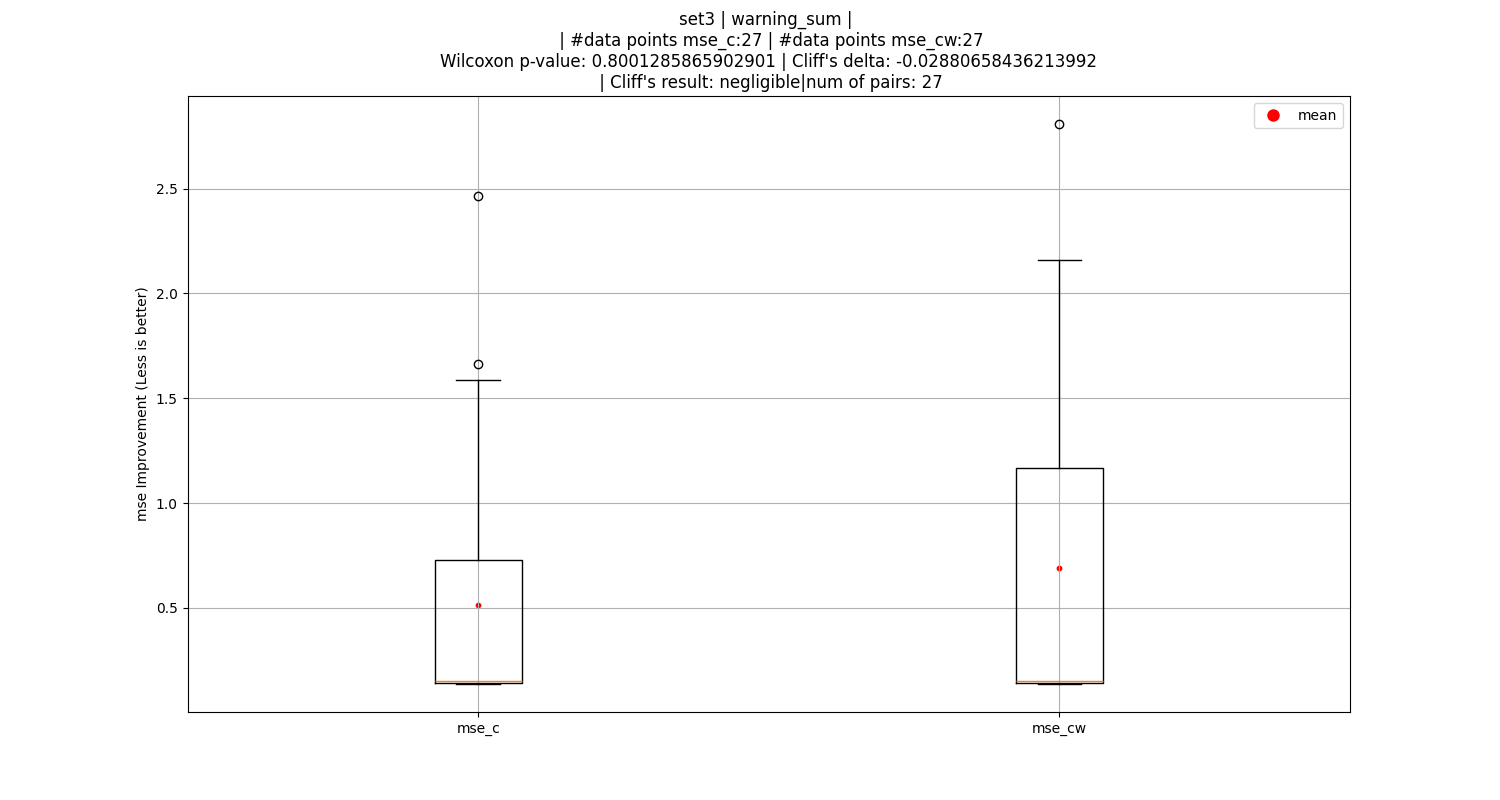 set3 | warning_sum |
| #data points mse_c:27 | #data points mse_cw:27
Wilcoxon p-value: 0.8001285865902901 | Cliff's delta: -0.02880658436213992
| Cliff's result: negligible|num of pairs: 27
mean
mse Improvement (Less is better)
2.5
2.0
1.5
1.0
0.5
mse_c
mse_cw